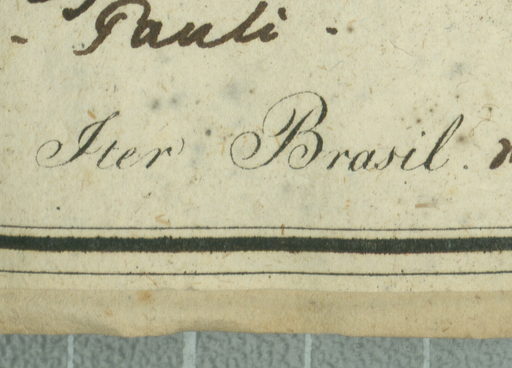 - Pauli -
Iter Brasil.